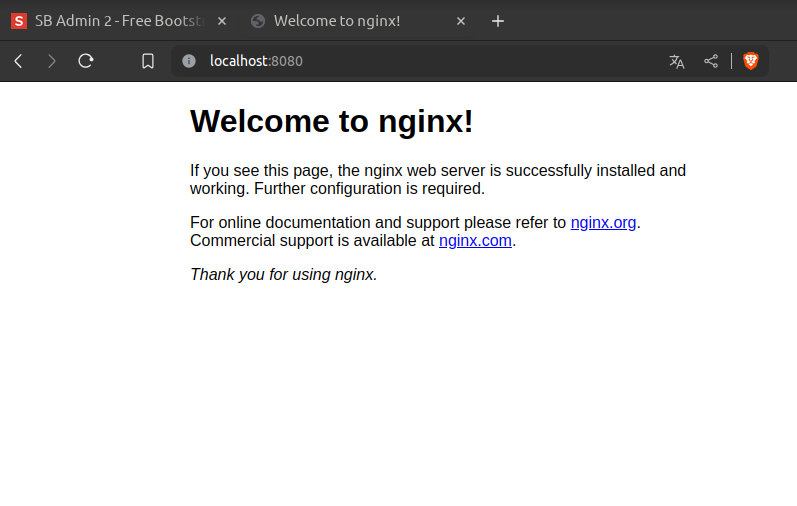 S SB Admin 2 - Free Bootst
Welcome to nginx!
localhost:8080
Welcome to nginx!
If you see this page, the nginx web server is successfully installed and
working. Further configuration is required.
For online documentation and support please refer to nginx.org.
Commercial support is available at nginx.com.
Thank you for using nginx.